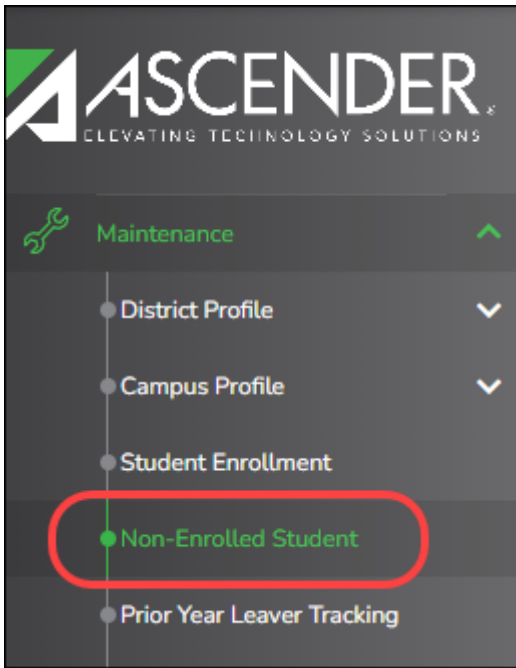 ASCENDER®
ELEVATING TECHNOLOGY SOLUTIONS
Maintenance
District Profile
Campus Profile
Student Enrollment
Non-Enrolled Student
Prior Year Leaver Tracking